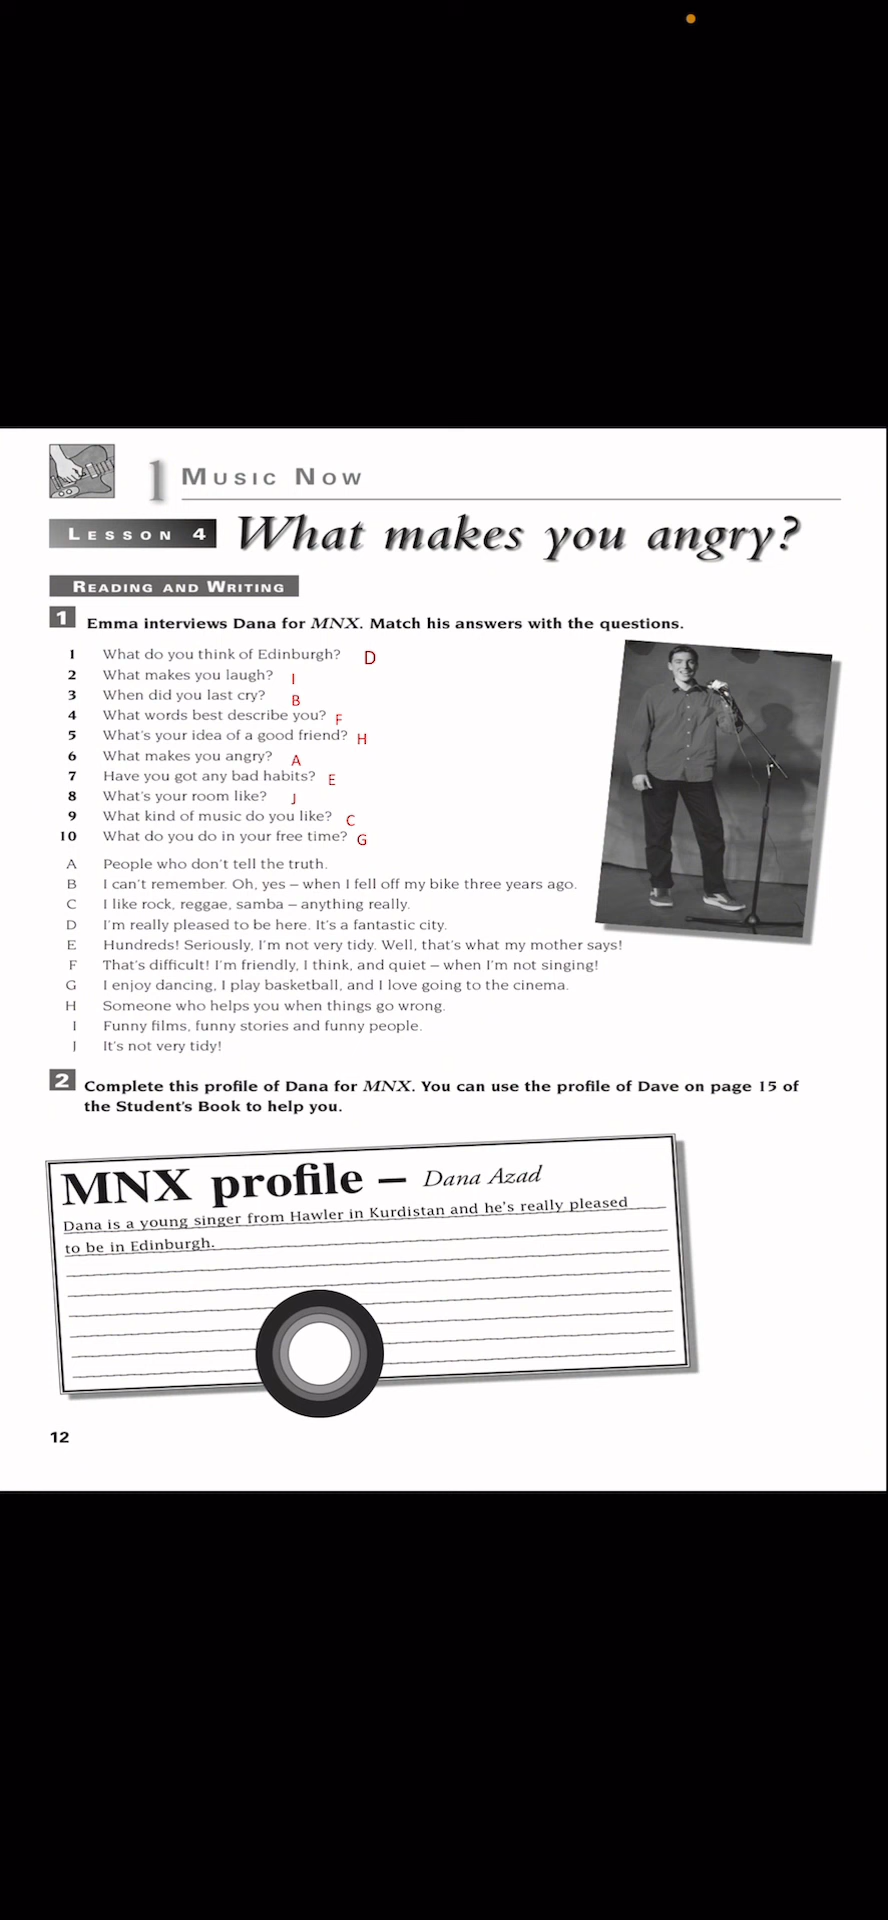 1 MUSIC NOW
LESSON 4 What makes you angry?
READING AND WRITING
1 Emma interviews Dana for MNX. Match his answers with the questions.
1 What do you think of Edinburgh? D
2 What makes you laugh? I
3 When did you last cry? B
4 What words best describe you? F
5 What's your idea of a good friend? H
6 What makes you angry? A
7 Have you got any bad habits? E
8 What's your room like? J
9 What kind of music do you like? C
10 What do you do in your free time? G
A People who don't tell the truth.
B I can't remember. Oh, yes – when I fell off my bike three years ago.
C I like rock, reggae, samba – anything really.
D I'm really pleased to be here. It's a fantastic city.
E Hundreds! Seriously, I'm not very tidy. Well, that's what my mother says!
F That's difficult! I'm friendly, I think, and quiet – when I'm not singing!
G I enjoy dancing, I play basketball, and I love going to the cinema.
H Someone who helps you when things go wrong.
I Funny films, funny stories and funny people.
J It's not very tidy!
2 Complete this profile of Dana for MNX. You can use the profile of Dave on page 15 of
the Student's Book to help you.
MNX profile – Dana Azad
Dana is a young singer from Hawler in Kurdistan and he's really pleased
to be in Edinburgh.
12